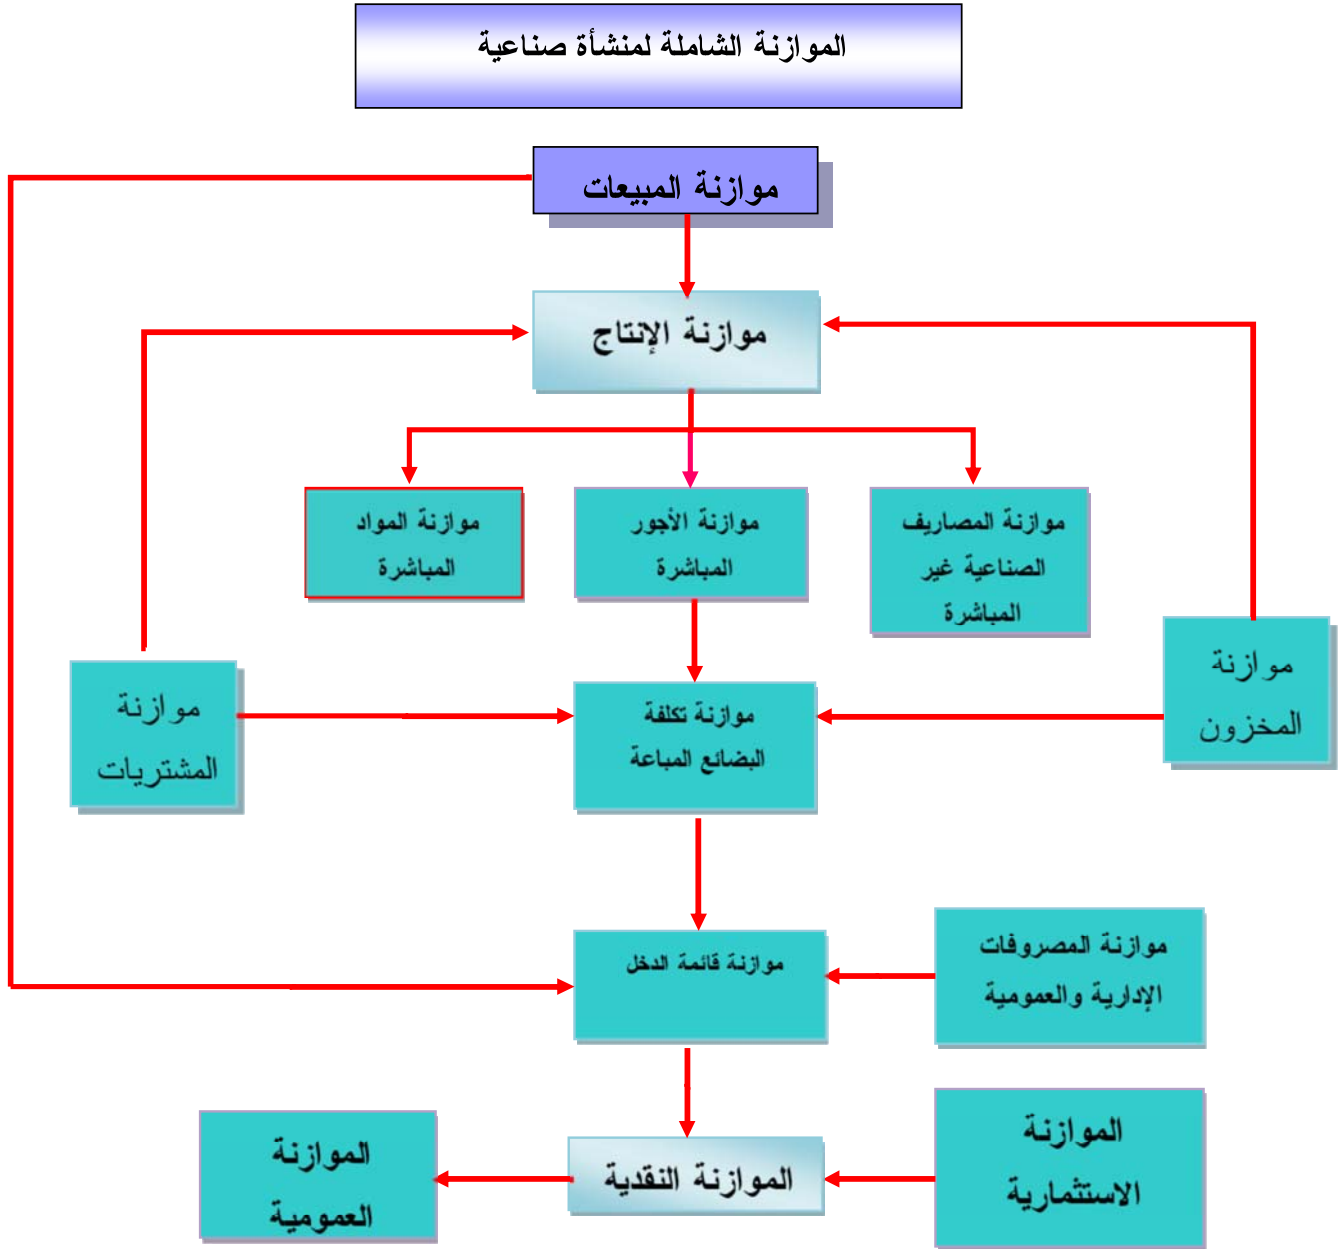 الموازنة الشاملة لمنشأة صناعية
موازنة المبيعات
موازنة الإنتاج
موازنة المصاريف
الصناعية غير
المباشرة
موازنة الأجور
المباشرة
موازنة المواد
المباشرة
موازنة
المخزون
موازنة تكلفة
البضائع المباعة
موازنة
المشتريات
موازنة المصروفات
الإدارية والعمومية
موازنة قائمة الدخل
الموازنة
الاستثمارية
الموازنة النقدية
الموازنة
العمومية